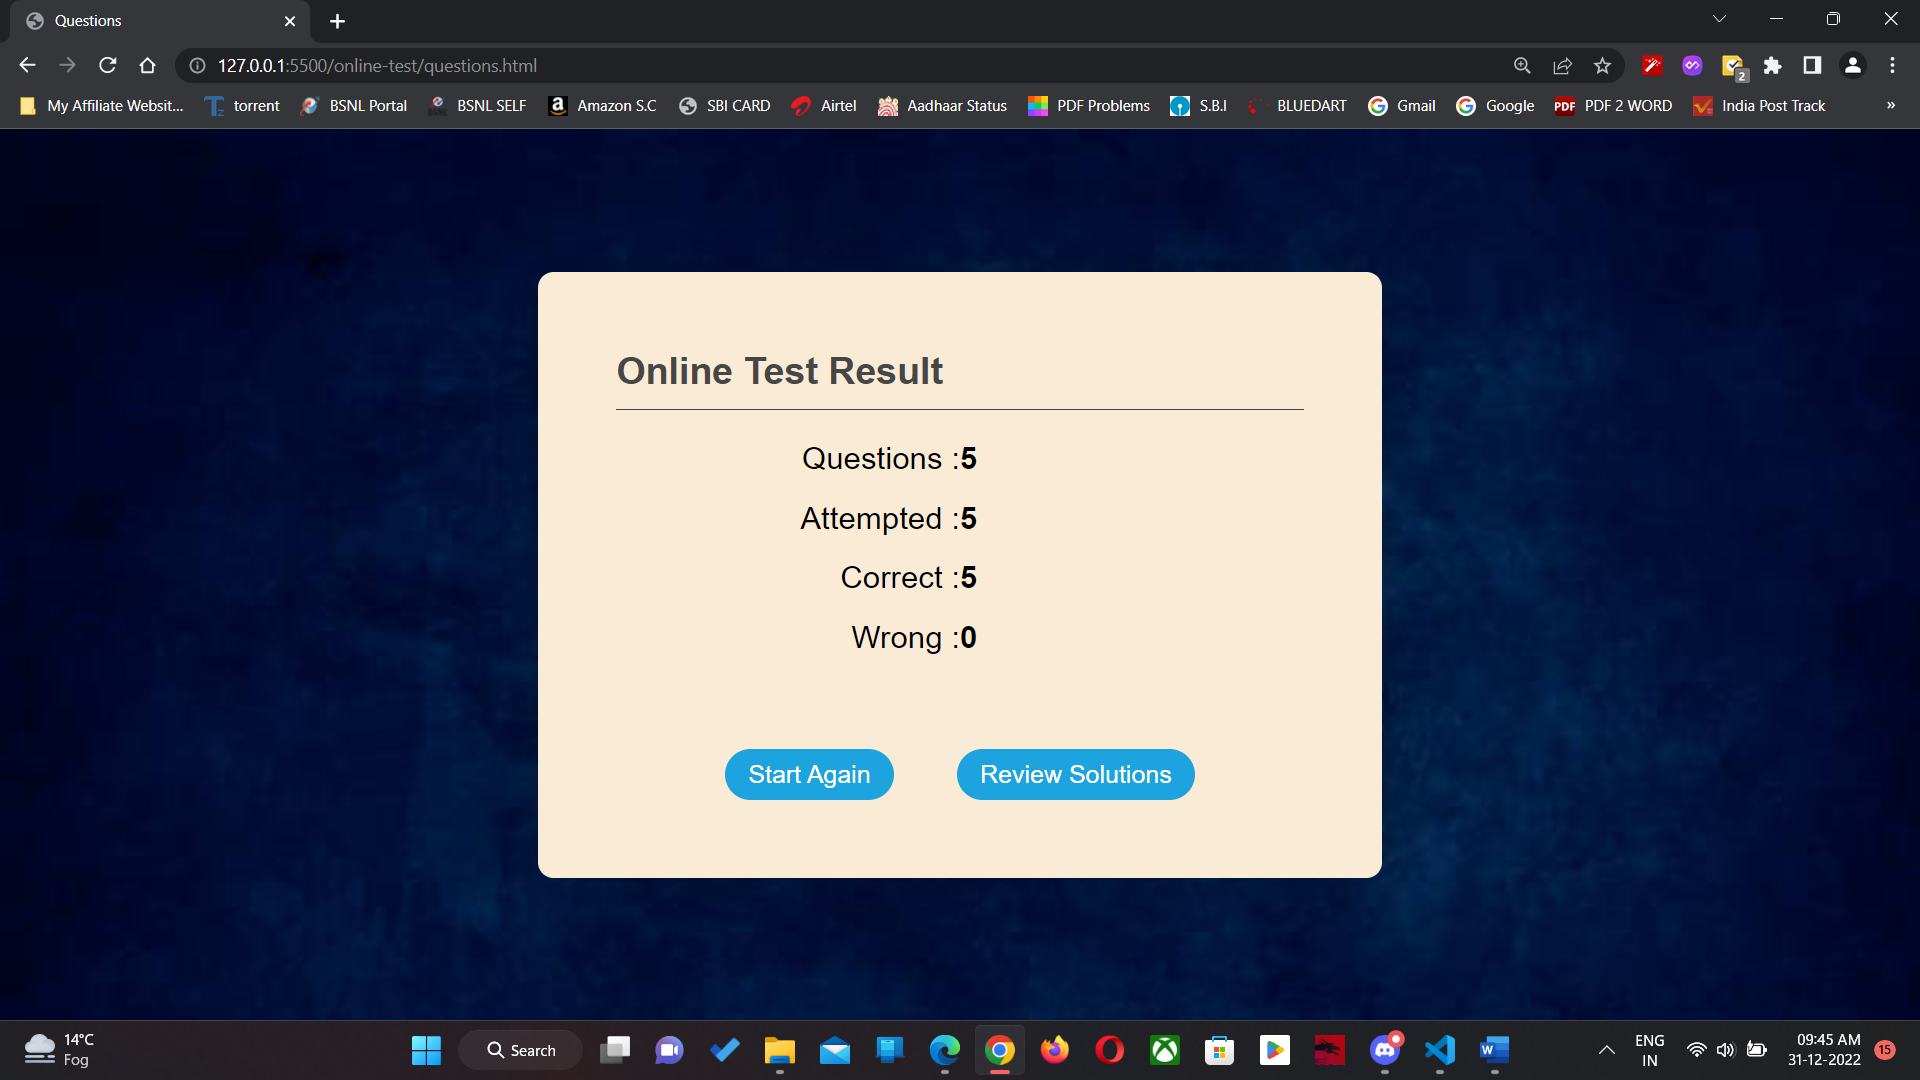 Questions
127.0.0.1:5500/online-test/questions.html
2
My Affiliate Websit... torrent BSNL Portal BSNL SELF Amazon S.C SBI CARD Airtel Aadhaar Status PDF Problems S.B.I BLUEDART Gmail Google PDF PDF 2 WORD India Post Track »
Online Test Result
Questions :5
Attempted :5
Correct :5
Wrong :0
Start Again Review Solutions
14°C
Fog
Search
ENG
IN
09:45 AM
31-12-2022
15